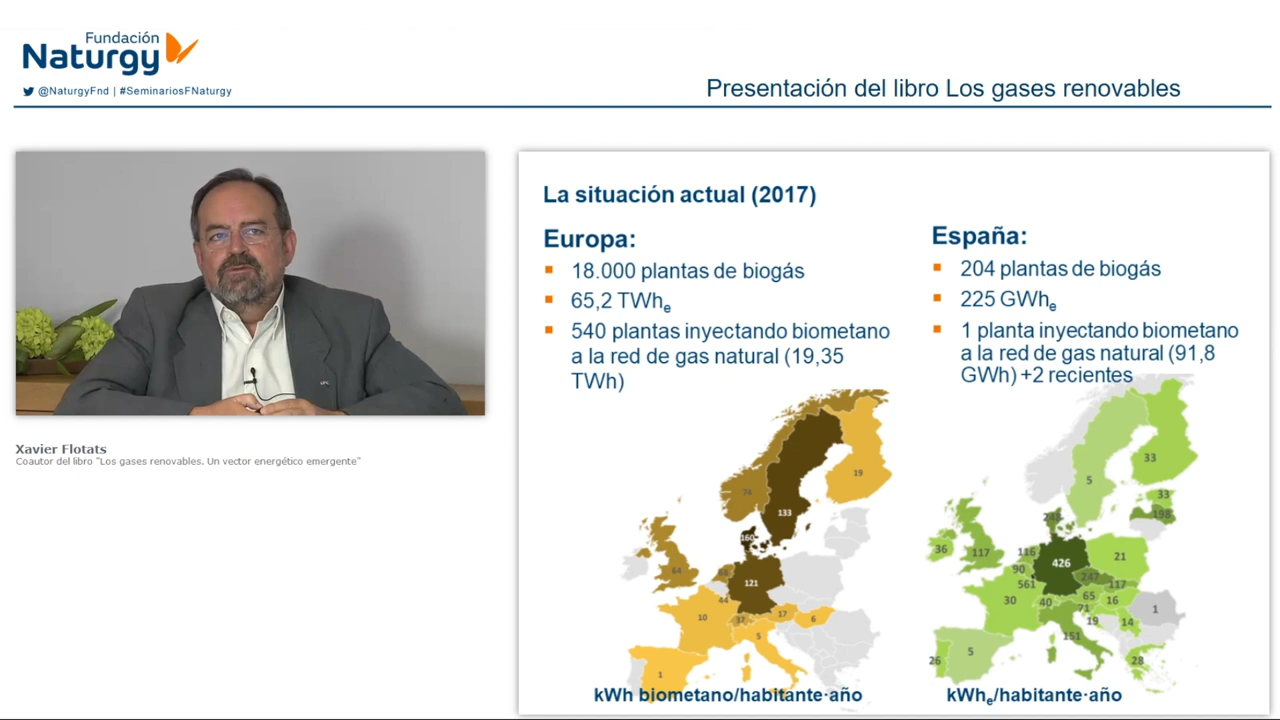 Fundación
Naturgy
@NaturgyFnd | #SeminariosFNaturgy
Presentación del libro Los gases renovables
Xavier Flotats
Coautor del libro "Los gases renovables. Un vector energético emergente"
La situación actual (2017)
Europa:
18.000 plantas de biogás
65,2 TWhe
540 plantas inyectando biometano
a la red de gas natural (19,35
TWh)
España:
204 plantas de biogás
225 GWhe
1 planta inyectando biometano
a la red de gas natural (91,8
GWh) +2 recientes
74
19
133
160
64
121
44
10
37
17
6
5
1
kWh biometano/habitante·año
33
5
33
198
36
117
116
426
21
90
561
247
117
30
40
65
16
71
19
14
1
151
5
26
28
kWhe/habitante·año